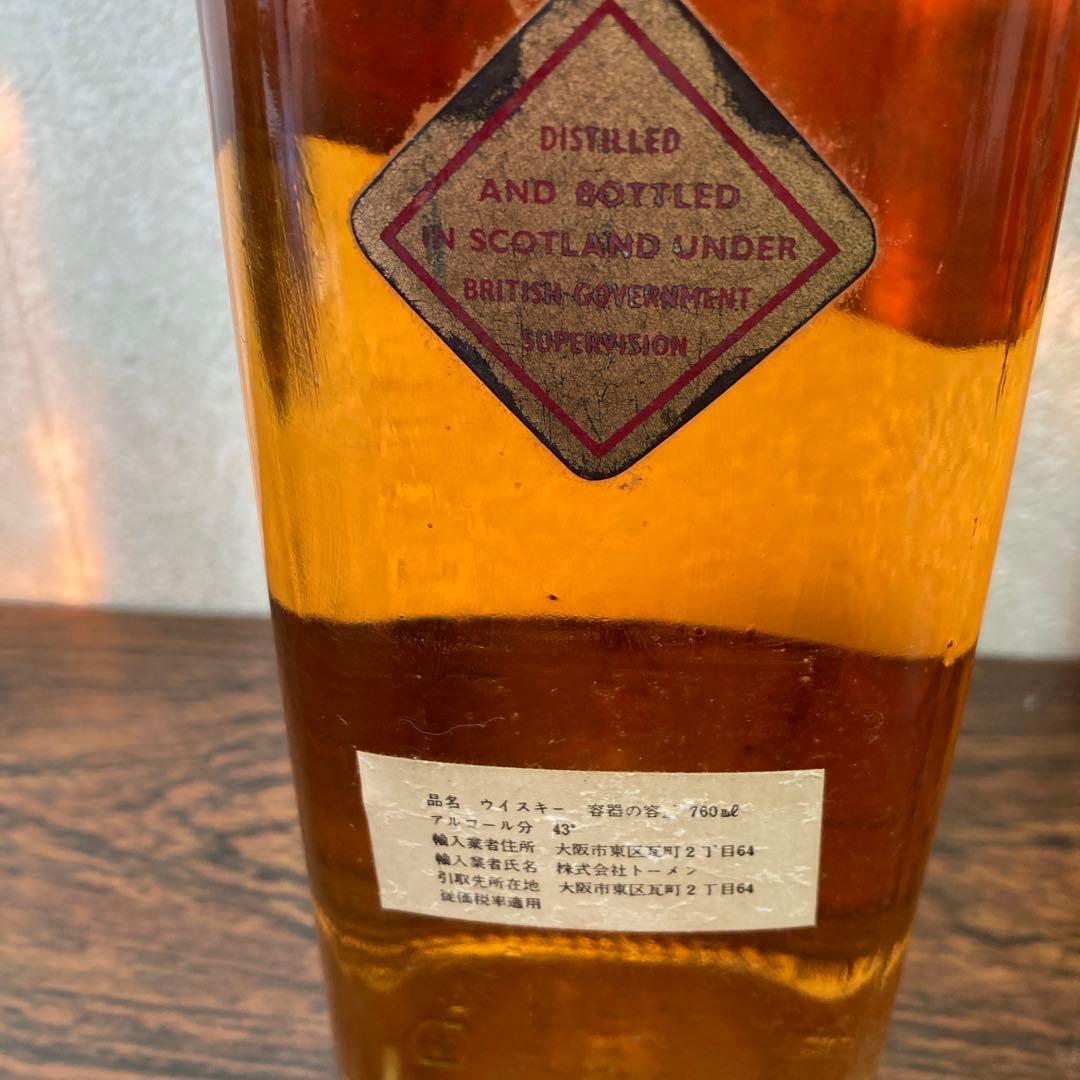 DISTILLED
AND BOTTLED
IN SCOTLAND UNDER
BRITISH GOVERNMENT
SUPERVISION
品名 ウイスキー 容器の容 760ml
アルコール分 43°
輸入業者住所 大阪市東区瓦町2丁目64
輸入業者氏名 株式会社トーメン
引取先所在地 大阪市東区瓦町2丁目64
従価税率適用